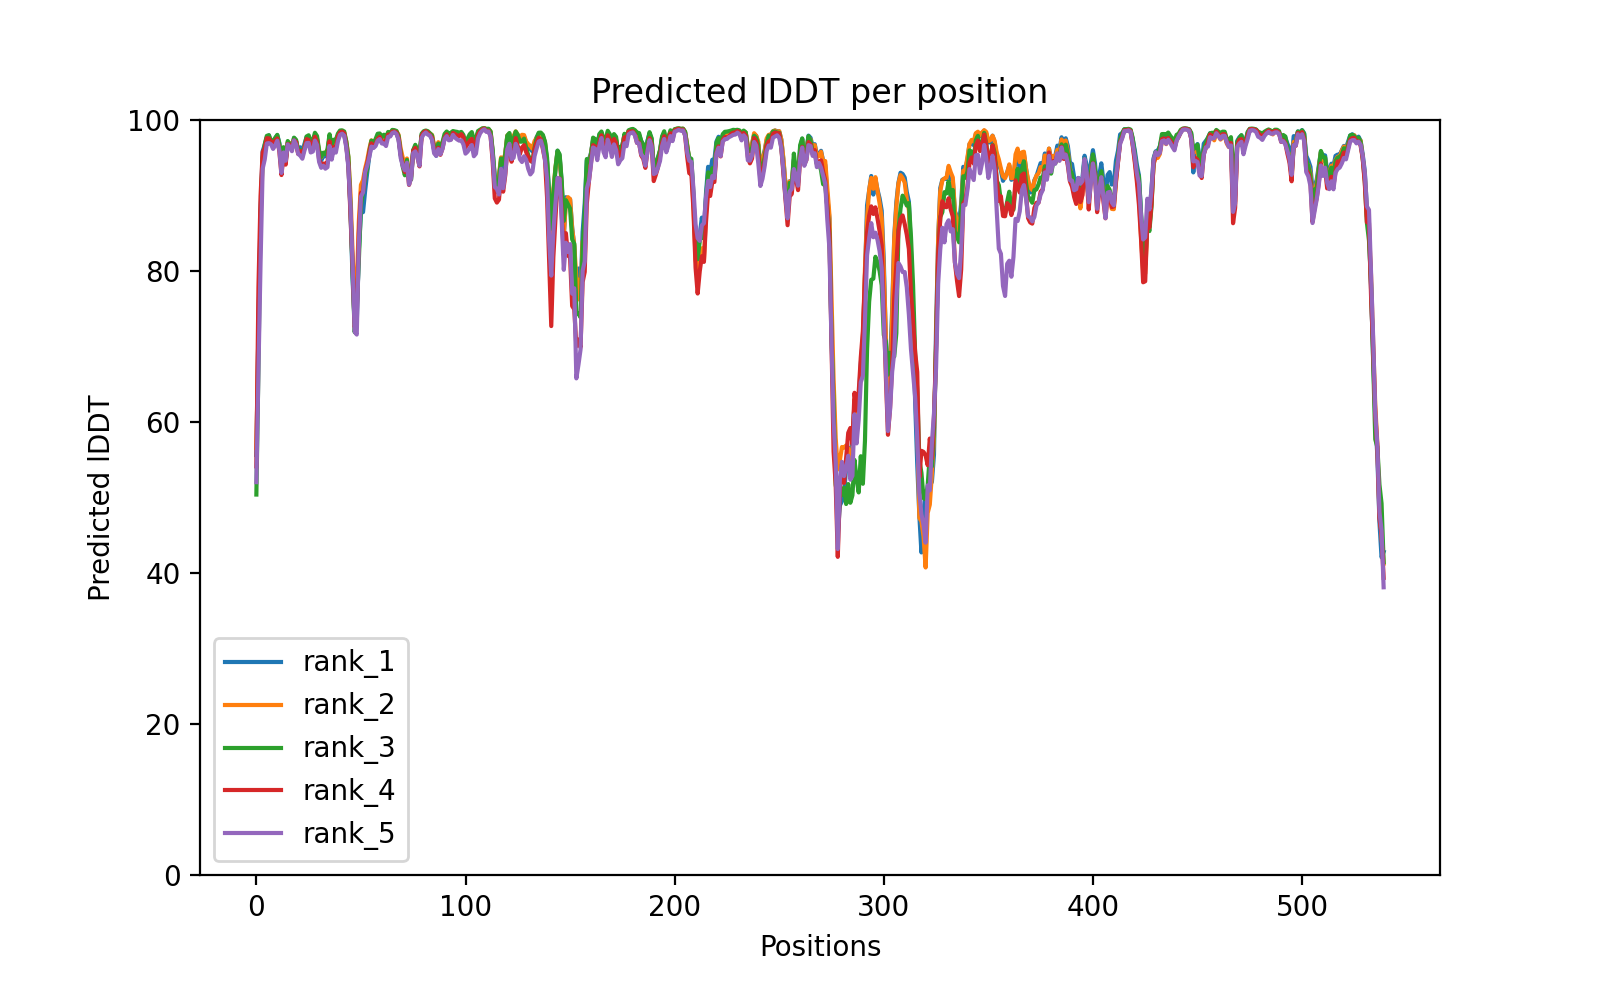 Predicted lDDT per position
100
80
60
40
20
0
Predicted lDDT
rank_1
rank_2
rank_3
rank_4
rank_5
0 100 200 300 400 500
Positions